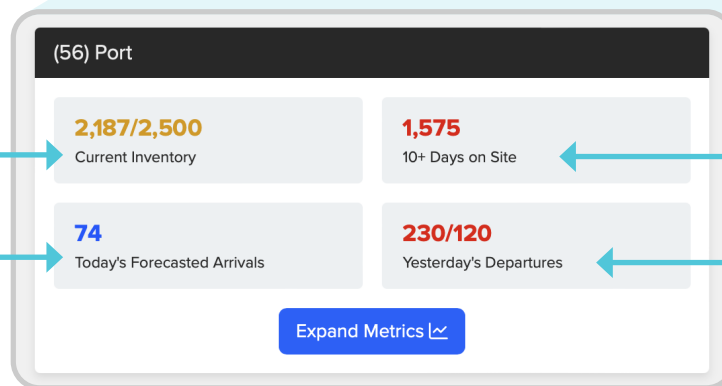 (56) Port
2,187/2,500
Current Inventory
1,575
10+ Days on Site
74
Today's Forecasted Arrivals
230/120
Yesterday's Departures
Expand Metrics